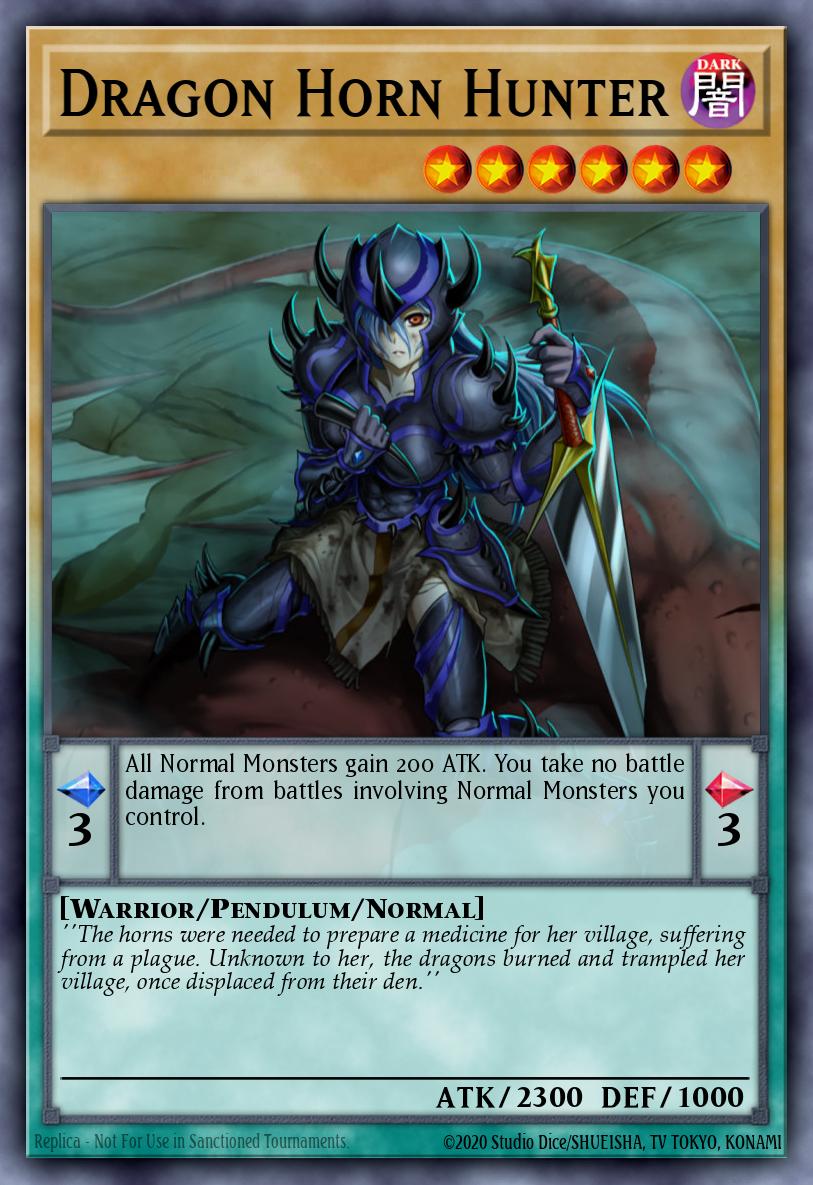 Dragon Horn Hunter
DARK
闇
All Normal Monsters gain 200 ATK. You take no battle
damage from battles involving Normal Monsters you
control.
3
3
[Warrior/Pendulum/Normal]
''The horns were needed to prepare a medicine for her village, suffering
from a plague. Unknown to her, the dragons burned and trampled her
village, once displaced from their den.''
ATK/2300 DEF/1000
Replica - Not For Use in Sanctioned Tournaments.
©2020 Studio Dice/SHUEISHA, TV TOKYO, KONAMI